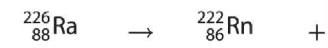 ²²⁶₈₈Ra → ²²²₈₆Rn +